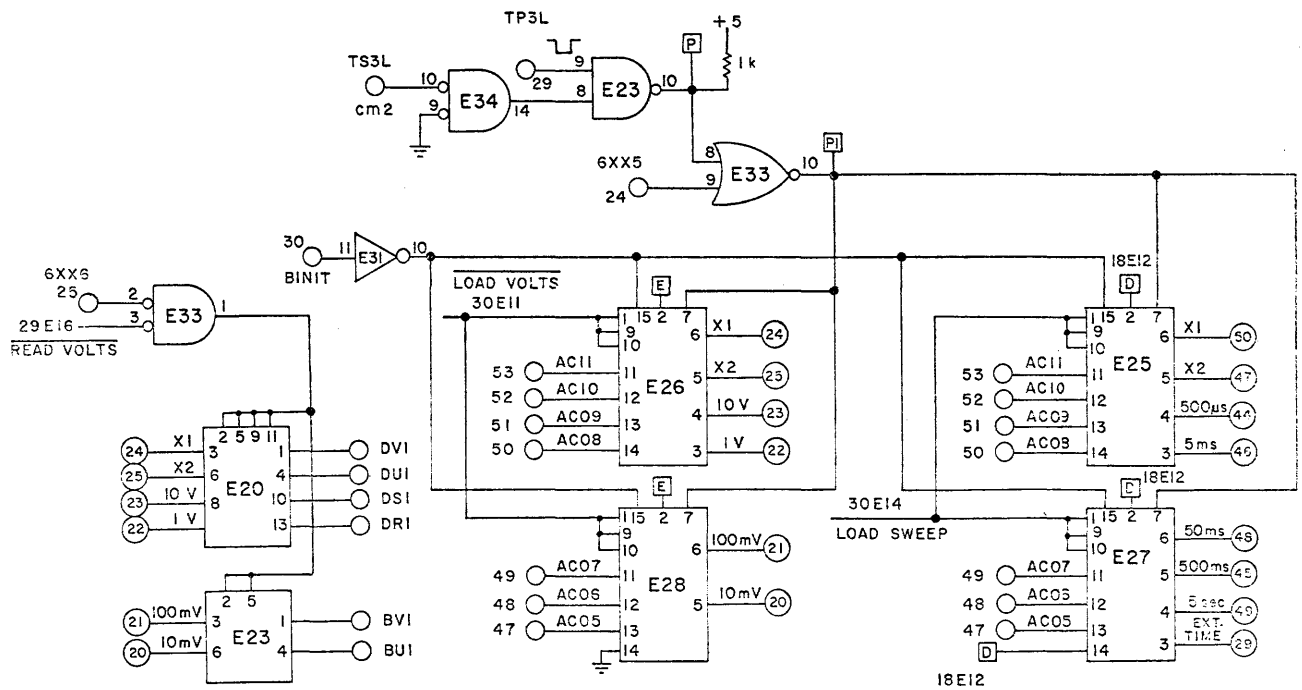 TP3L
+5
P
1k
TS3L
9
29
8
E23
10
10
9
E34
14
cm2
6XX5
24
8
9
E33
10
P1
30
BINIT
11
E31
10
6XX6
25
2
3
E33
1
29E16
READ VOLTS
LOAD VOLTS
30E11
E
1 15 2 7
9
10
6 X1 24
53 AC11 11
5 X2 25
52 AC10 12
E26
4 10V 23
51 AC09 13
3 1V 22
50 AC08 14
18E12
D
1 15 2 7
9
10
6 X1 50
53 AC11 11
5 X2 47
52 AC10 12
E25
4 500µs 44
51 AC09 13
3 5ms 46
50 AC08 14
2 5 9 11
24 X1 3
1 DV1
25 X2 6
4 DU1
E20
23 10 V 8
10 DS1
22 1 V
13 DR1
E
1 15 2 7
9
10
6 100mV 21
49 AC07 11
E28
48 AC06 12
5 10mV 20
47 AC05 13
14
18E12
D
30E14
LOAD SWEEP
1 15 2 7
9
10
6 50ms 48
49 AC07 11
E27
5 500ms 45
48 AC06 12
4 5sec 49
47 AC05 13
EXT.
TIME
3 29
D 14
18E12
2 5
21 100mV 3
1 BV1
E23
20 10mV 6
4 BU1